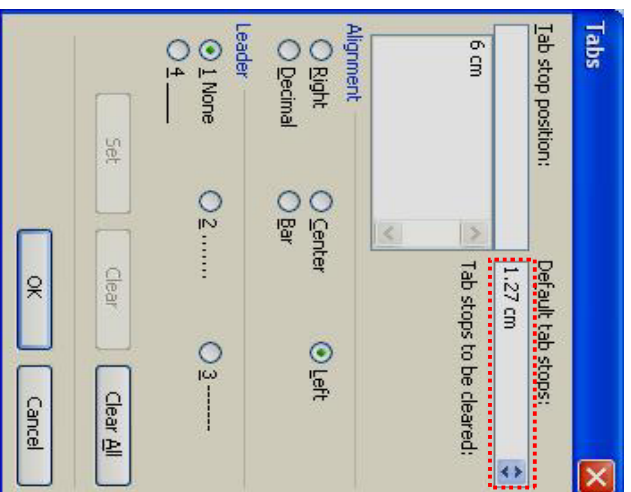 Tabs
Tab stop position:
Default tab stops:
1.27 cm
6 cm
Tab stops to be cleared:
Alignment
Right
Center
Left
Decimal
Bar
Leader
1 None
2 .......
3 -------
4 ____
Set
Clear
Clear All
OK
Cancel